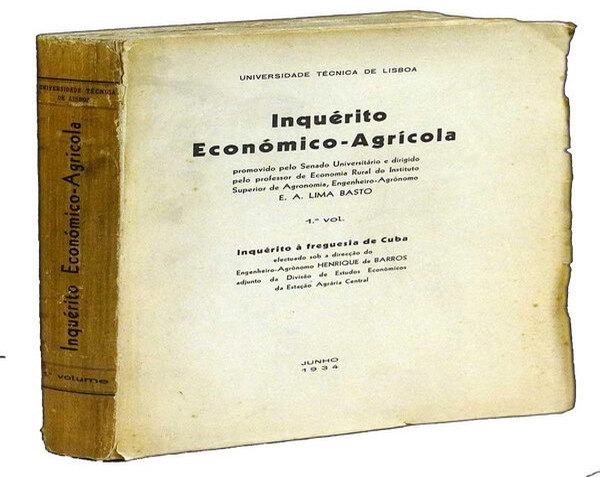 UNIVERSIDADE TÉCNICA
DE LISBOA
Inquérito Económico-Agrícola
1.º volume
UNIVERSIDADE TÉCNICA DE LISBOA
Inquérito
Económico-Agrícola
promovido pelo Senado Universitário e dirigido
pelo professor de Economia Rural do Instituto
Superior de Agronomia, Engenheiro-Agrónomo
E. A. LIMA BASTO
1.º vol.
Inquérito à freguesia de Cuba
efectuado sob a direcção do
Engenheiro-Agrónomo HENRIQUE de BARROS
adjunto da Divisão de Estudos Económicos
da Estação Agrária Central
JUNHO
1934